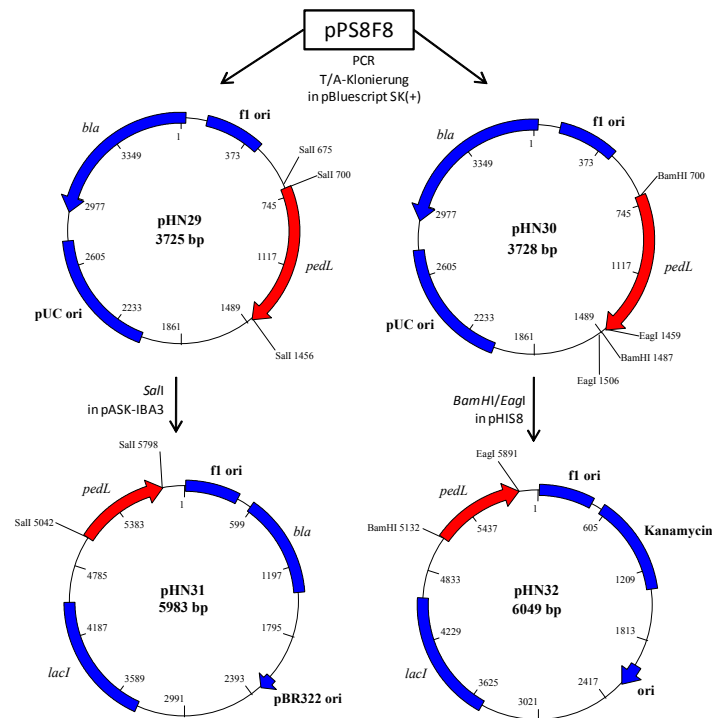 pPS8F8
PCR
T/A-Klonierung
in pBluescript SK(+)
bla
f1 ori
1
373
3349
SalI 675
SalI 700
745
2977
pHN29
3725 bp
2605
1117
pedL
pUC ori
2233
1489
1861
SalI 1456
bla
f1 ori
1
373
3349
BamHI 700
745
2977
pHN30
3728 bp
2605
1117
pedL
pUC ori
2233
1489
1861
EagI 1459
BamHI 1487
EagI 1506
SalI
in pASK-IBA3
BamHI/EagI
in pHIS8
SalI 5798
pedL
f1 ori
1
599
bla
SalI 5042
5383
4785
1197
pHN31
5983 bp
4187
1795
lacI
3589
2393
2991
pBR322 ori
EagI 5891
pedL
f1 ori
1
605
Kanamycin
BamHI 5132
5437
4833
1209
pHN32
6049 bp
4229
1813
lacI
3625
2417
3021
ori